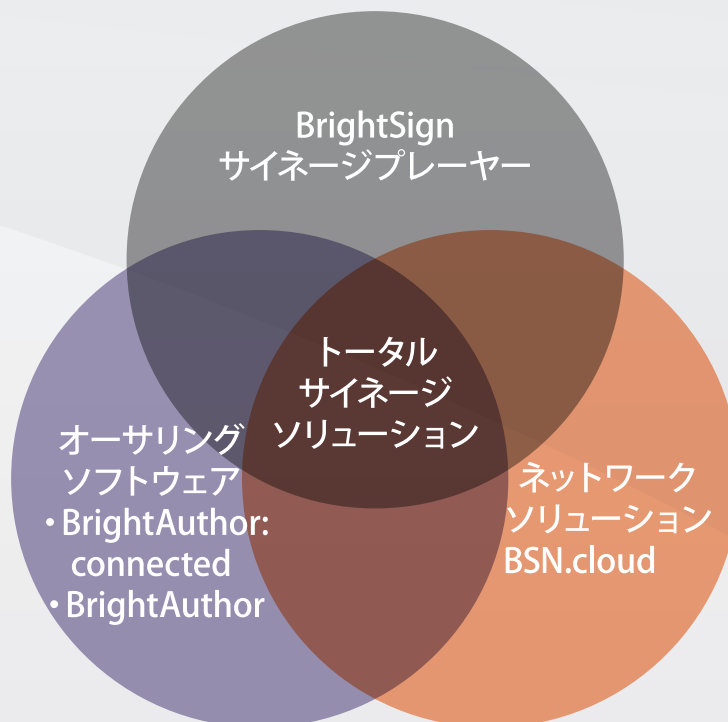 BrightSign
サイネージプレーヤー
トータル
サイネージ
ソリューション
オーサリング
ソフトウェア
・BrightAuthor:
connected
・BrightAuthor
ネットワーク
ソリューション
BSN.cloud